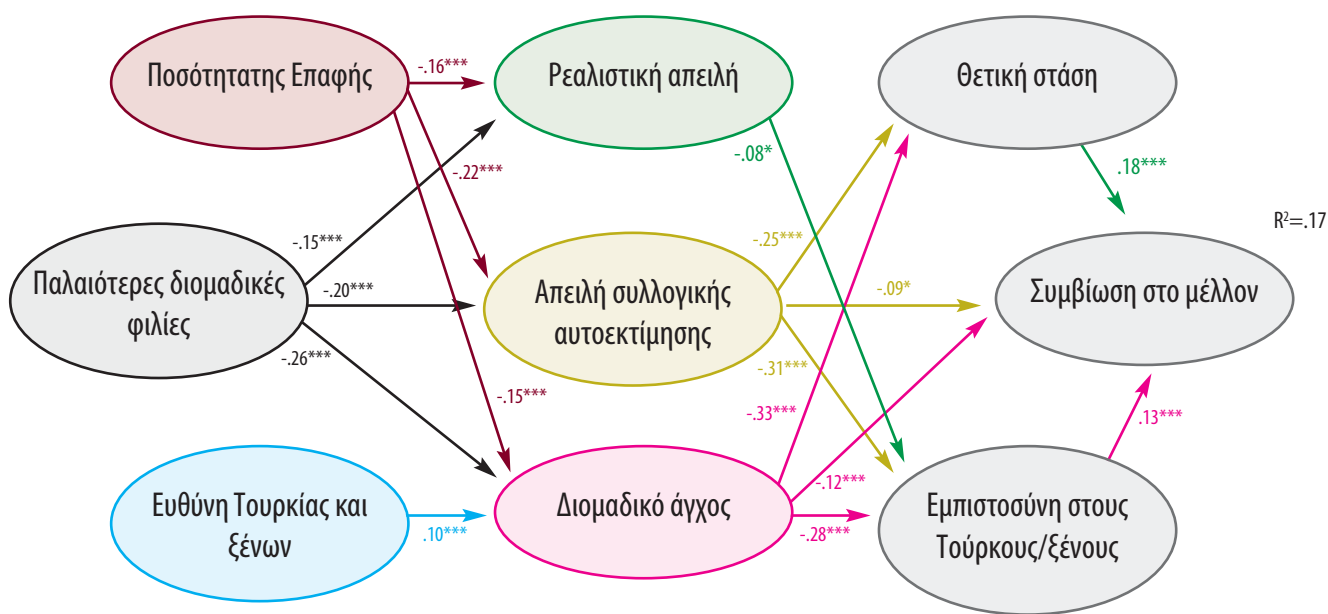 Ποσότητατης Επαφής
-.16***
Ρεαλιστική απειλή
Θετική στάση
-.08*
.18***
-.22***
R²=.17
-.15***
-.25***
Παλαιότερες διομαδικές
φιλίες
-.20***
Απειλή συλλογικής
αυτοεκτίμησης
-.09*
Συμβίωση στο μέλλον
-.26***
-.31***
-.15***
-.33***
.13***
Ευθύνη Τουρκίας και
ξένων
.10***
Διομαδικό άγχος
-.12***
-.28***
Εμπιστοσύνη στους
Τούρκους/ξένους